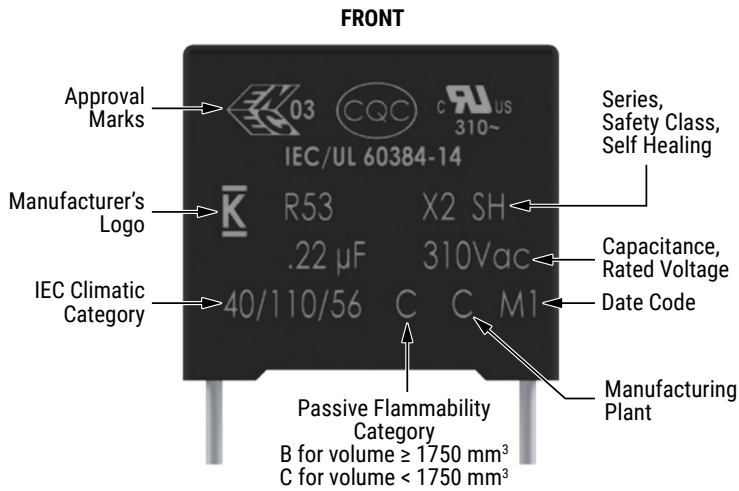 FRONT
Approval
Marks
03
CQC
c RU US
310~
IEC/UL 60384-14
Series,
Safety Class,
Self Healing
Manufacturer's
Logo
K
R53 X2 SH
.22 µF 310Vac
Capacitance,
Rated Voltage
IEC Climatic
Category
40/110/56 C C M1
Date Code
Passive Flammability
Category
B for volume ≥ 1750 mm³
C for volume < 1750 mm³
Manufacturing
Plant